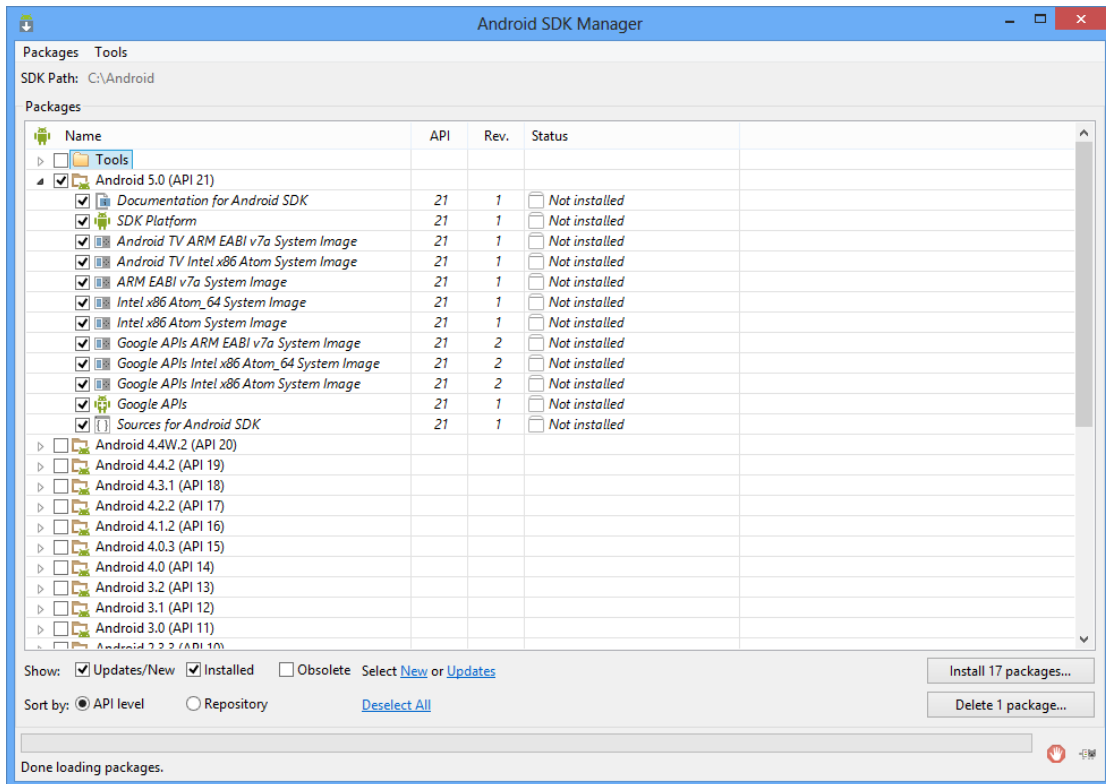 Android SDK Manager
Packages Tools
SDK Path: C:\Android
Packages
Name API Rev. Status
Tools
Android 5.0 (API 21)
Documentation for Android SDK 21 1 Not installed
SDK Platform 21 1 Not installed
Android TV ARM EABI v7a System Image 21 1 Not installed
Android TV Intel x86 Atom System Image 21 1 Not installed
ARM EABI v7a System Image 21 1 Not installed
Intel x86 Atom_64 System Image 21 1 Not installed
Intel x86 Atom System Image 21 1 Not installed
Google APIs ARM EABI v7a System Image 21 2 Not installed
Google APIs Intel x86 Atom_64 System Image 21 2 Not installed
Google APIs Intel x86 Atom System Image 21 2 Not installed
Google APIs 21 1 Not installed
Sources for Android SDK 21 1 Not installed
Android 4.4W.2 (API 20)
Android 4.4.2 (API 19)
Android 4.3.1 (API 18)
Android 4.2.2 (API 17)
Android 4.1.2 (API 16)
Android 4.0.3 (API 15)
Android 4.0 (API 14)
Android 3.2 (API 13)
Android 3.1 (API 12)
Android 3.0 (API 11)
Android 2.3.3 (API 10)
Show: Updates/New Installed Obsolete Select New or Updates Install 17 packages...
Sort by: API level Repository Deselect All Delete 1 package...
Done loading packages.